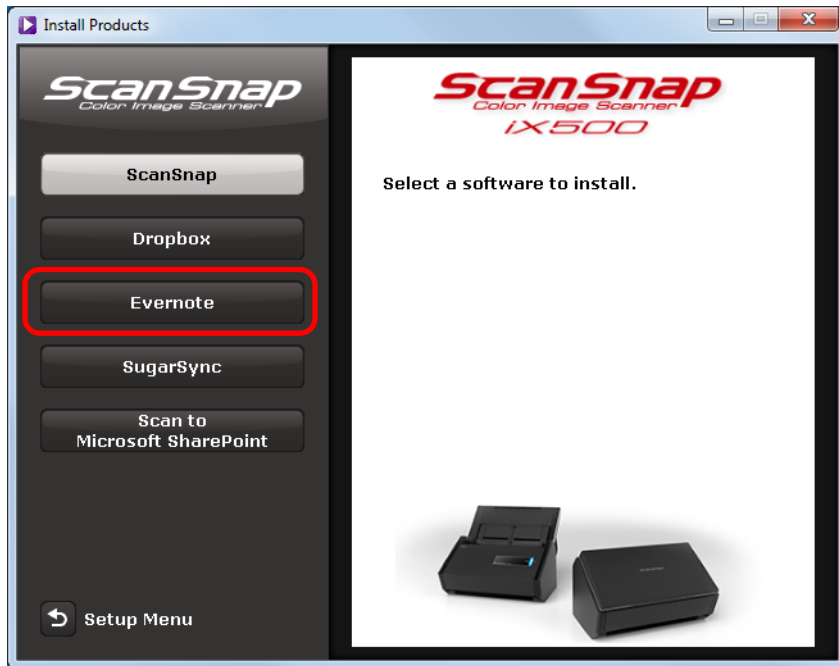 Install Products
ScanSnap
Color Image Scanner
ScanSnap
Dropbox
Evernote
SugarSync
Scan to
Microsoft SharePoint
Setup Menu
ScanSnap
Color Image Scanner
iX500
Select a software to install.